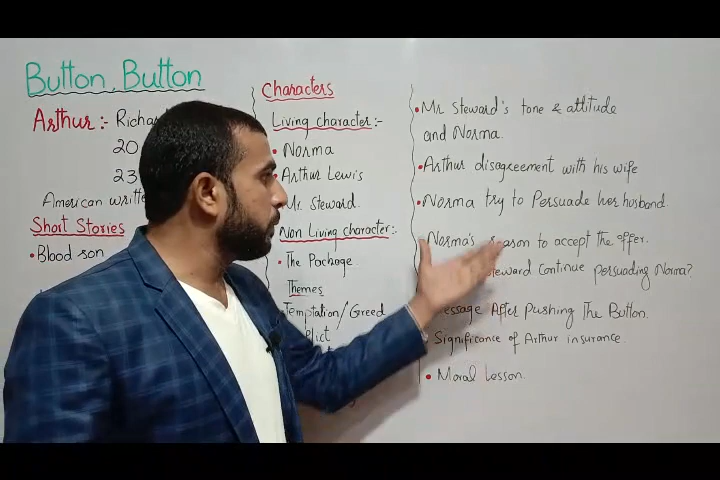 Button, Button
Arthur :- Richa
20
23
American write
Short Stories
• Blood son
Characters
Living character :-
• Norma
• Arthur Lewis
Mr. Steward.
Non Living character :-
• The Package
Themes
Temptation / Greed
flict
• Mr Steward's tone & attitude
and Norma.
• Arthur disagreement with his wife
• Norma try to Persuade her husband.
Norma's reason to accept the offer.
Steward continue persuading Norma?
essage After Pushing The Button.
Significance of Arthur insurance.
• Moral Lesson.